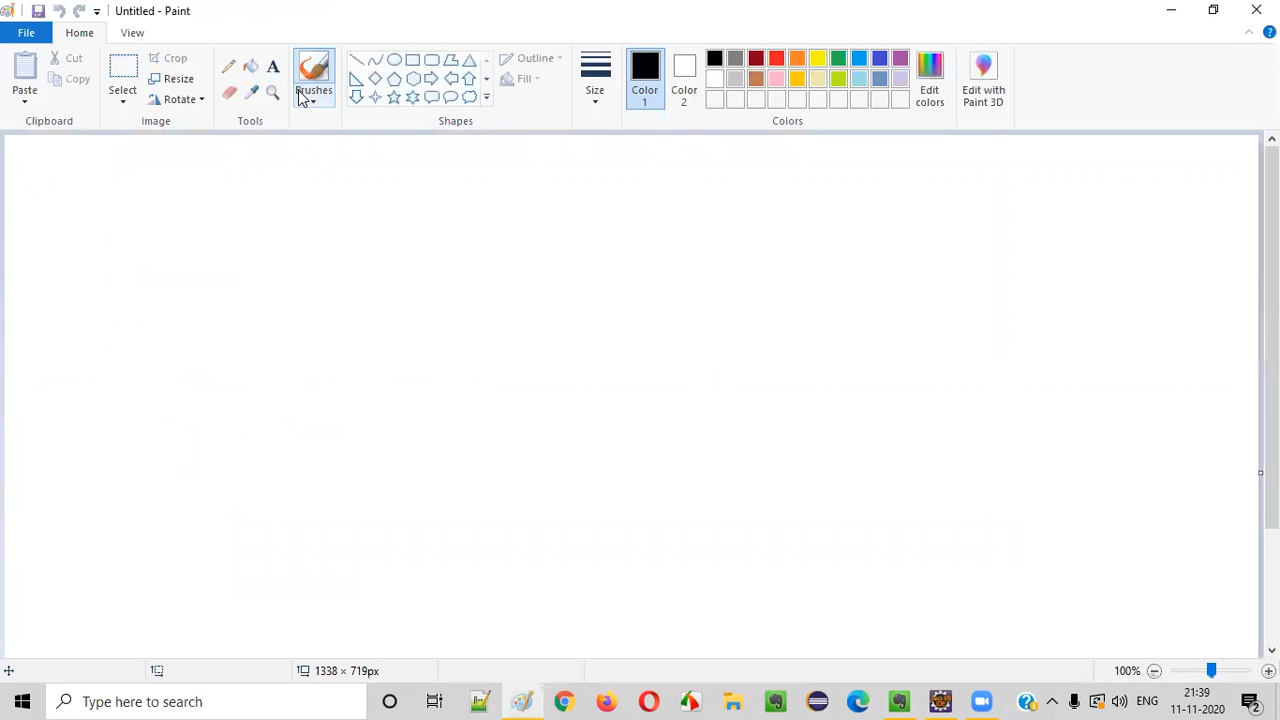 Untitled - Paint
File
Home
View
Paste
Cut
Copy
Clipboard
Select
Crop
Resize
Rotate
Image
A
Tools
Brushes
Shapes
Outline
Fill
Size
Color 1
Color 2
Colors
Edit colors
Edit with Paint 3D
1338 × 719px
100%
Type here to search
ENG
21:39
11-11-2020
2